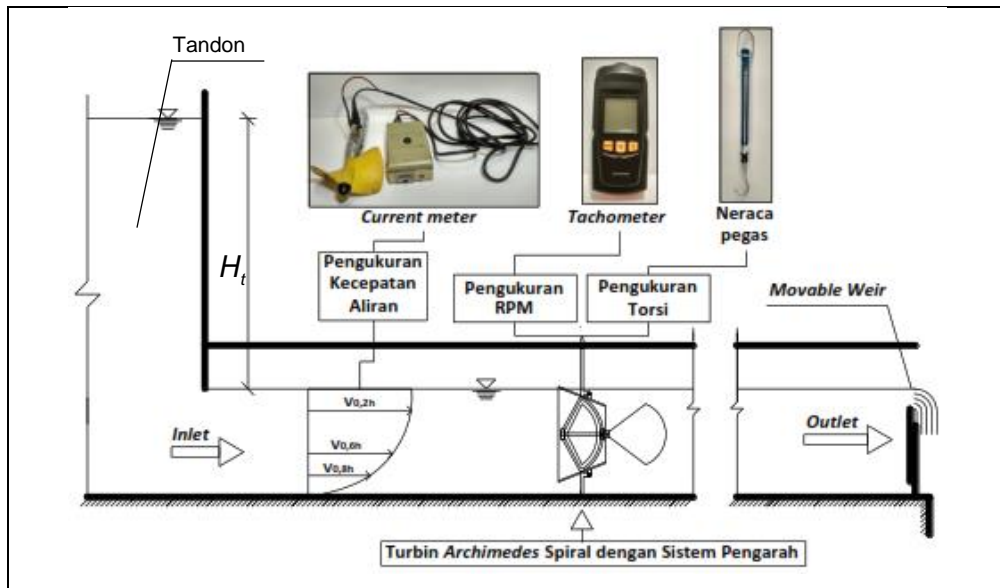 Tandon
Current meter
Tachometer
Neraca
pegas
H_t
Pengukuran
Kecepatan
Aliran
Pengukuran
RPM
Pengukuran
Torsi
Movable Weir
Inlet
V0,2h
V0,6h
V0,8h
Outlet
Turbin Archimedes Spiral dengan Sistem Pengarah